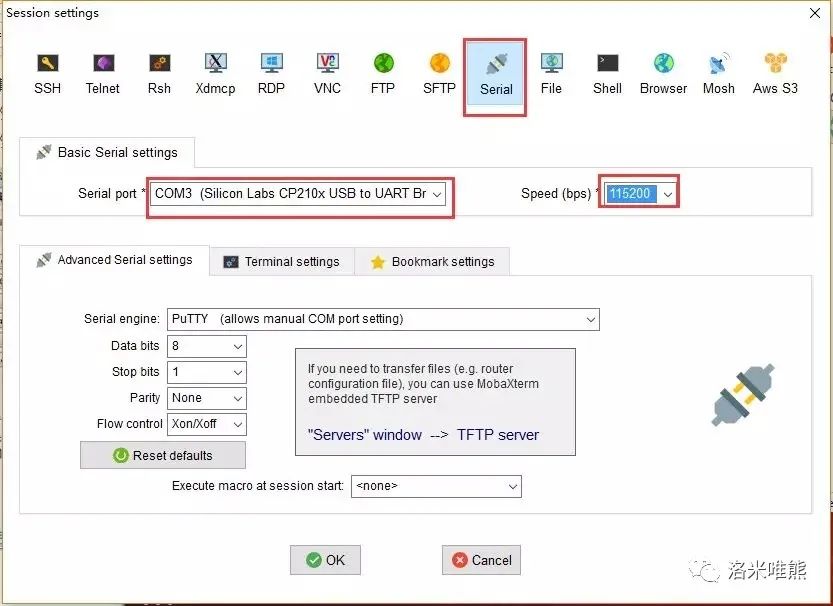 Session settings
SSH Telnet Rsh Xdmcp RDP VNC FTP SFTP Serial File Shell Browser Mosh Aws S3
Basic Serial settings
Serial port * COM3 (Silicon Labs CP210x USB to UART Br Speed (bps) * 115200
Advanced Serial settings Terminal settings Bookmark settings
Serial engine: PuTTY (allows manual COM port setting)
Data bits 8
Stop bits 1
Parity None
Flow control Xon/Xoff
Reset defaults
If you need to transfer files (e.g. router
configuration file), you can use MobaXterm
embedded TFTP server
"Servers" window --> TFTP server
Execute macro at session start: <none>
OK Cancel
洛米唯熊